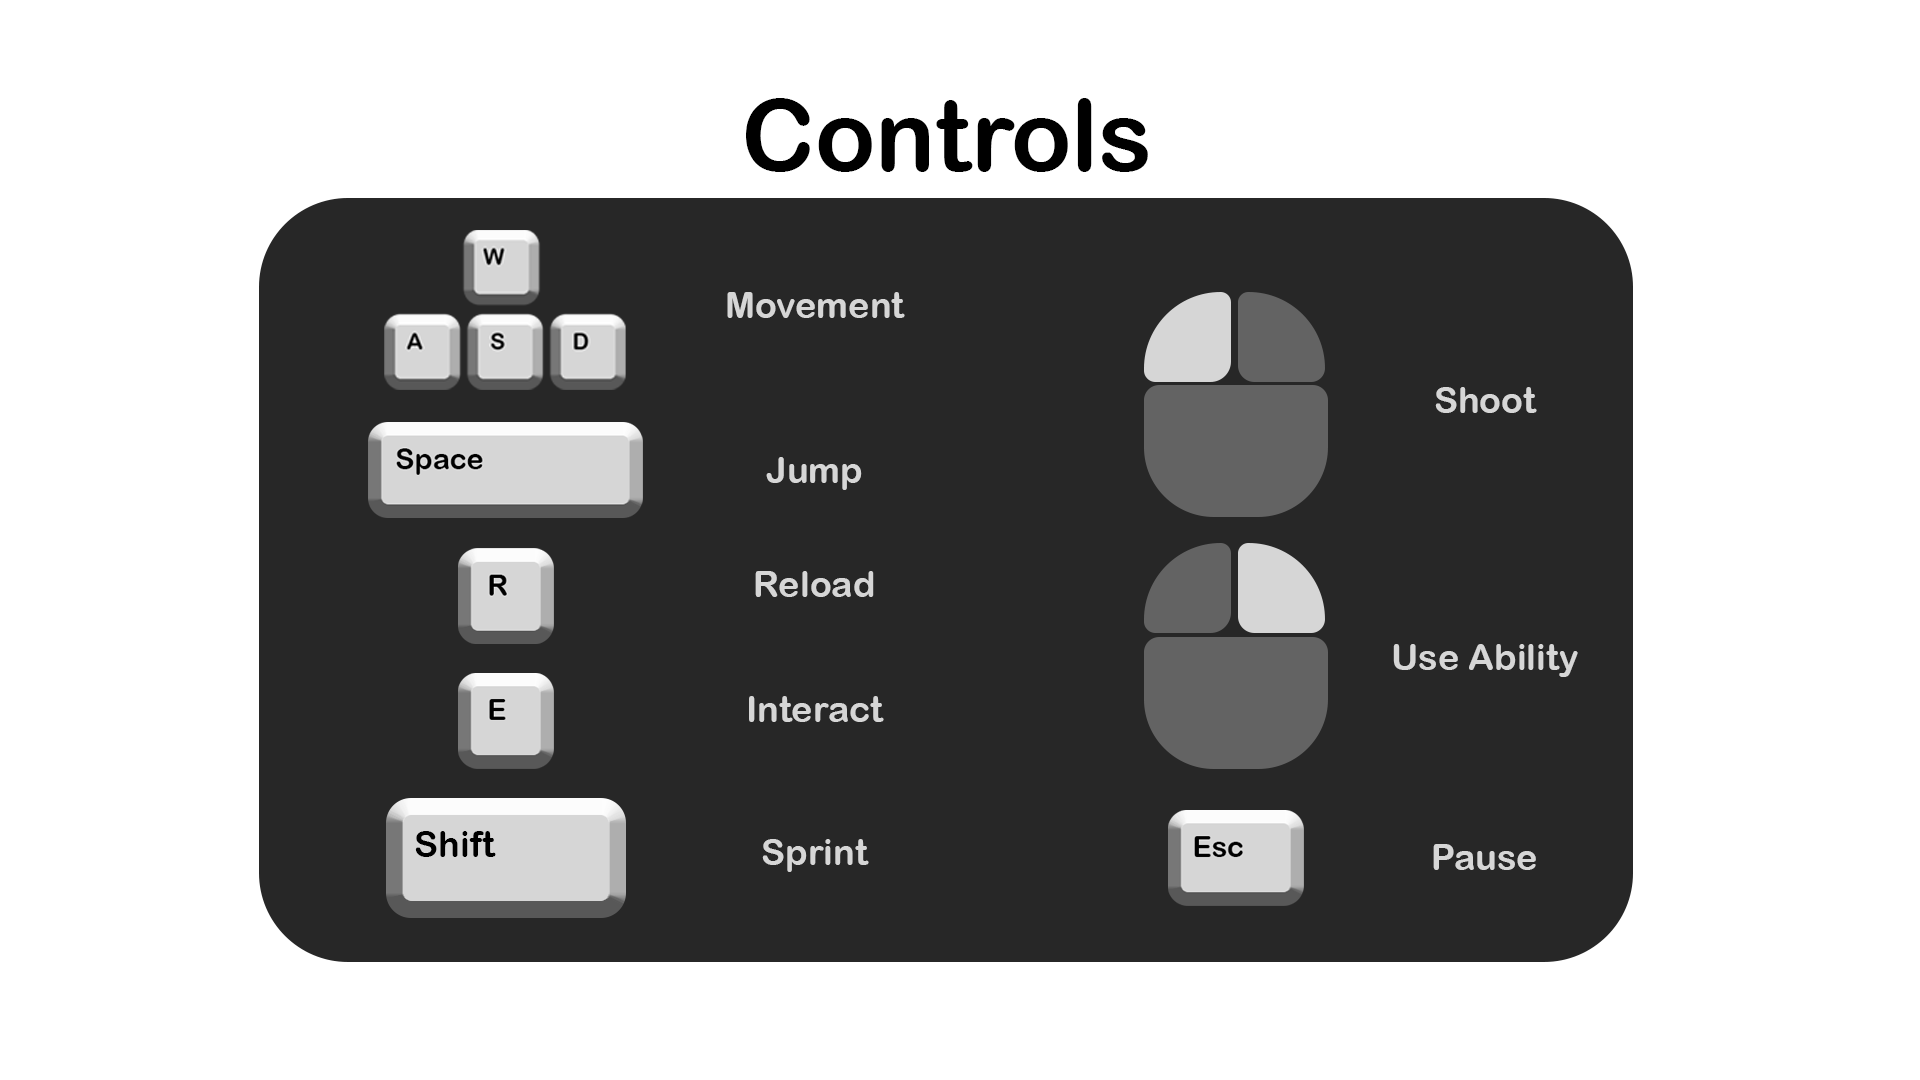 Controls
W
Movement
A S D
Space
Jump
R
Reload
E
Interact
Shift
Sprint
Shoot
Use Ability
Esc
Pause